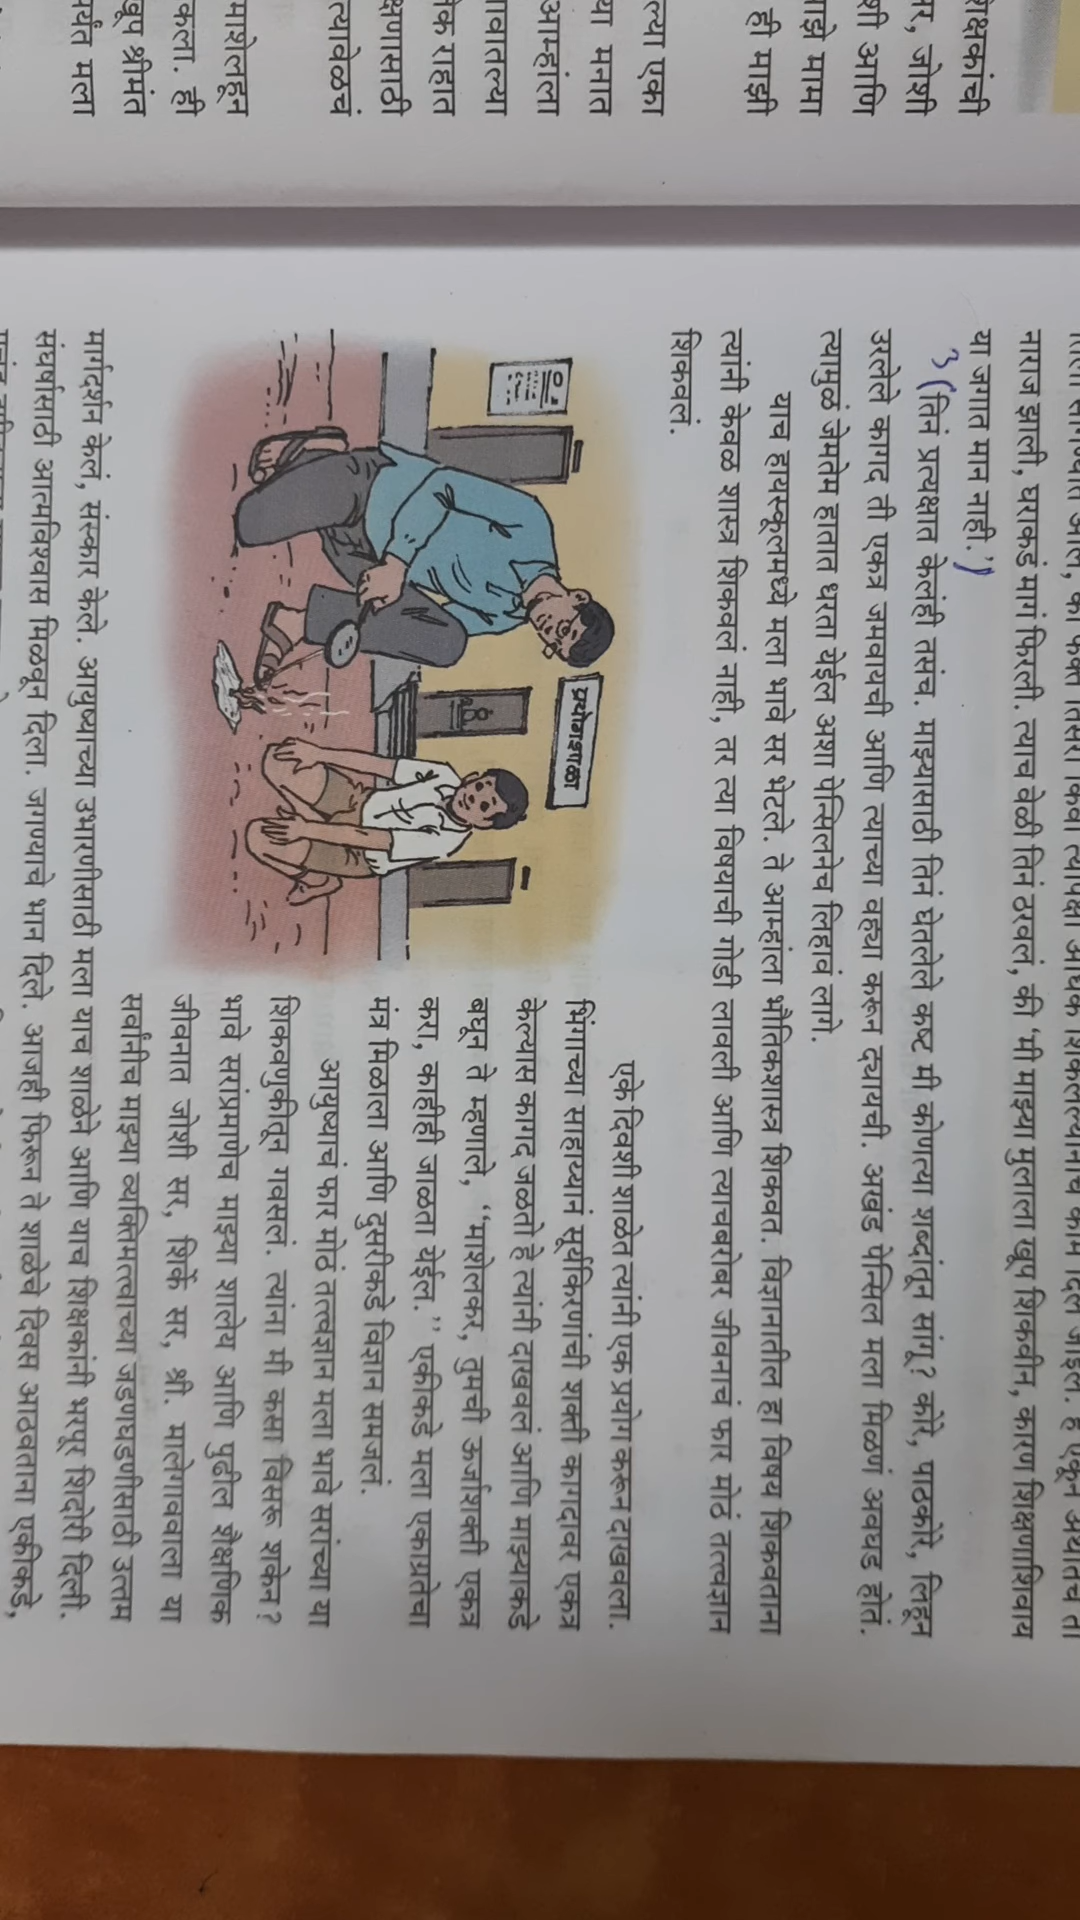 शिक्षकांची
सर, जोशी
शी आणि
माझे मामा
ही माझी
त्या एका
या मनात
आम्हांला
गावातल्या
एक राहात
क्षणासाठी
त्यावेळचं
माशेलहून
कला. ही
खूप श्रीमंत
र्यंत मला
नाराज झाली, घराकडं मागं फिरली. त्याच वेळी तिनं ठरवलं, की ‘मी माझ्या मुलाला खूप शिकवीन, कारण शिक्षणाशिवाय
या जगात मान नाही.’
3 (तिनं प्रत्यक्षात केलंही तसंच. माझ्यासाठी तिनं घेतलेले कष्ट मी कोणत्या शब्दांतून सांगू? कोरे, पाठकोरे, लिहून
उरलेले कागद ती एकत्र जमवायची आणि त्याच्या वह्या करून द्यायची. अखंड पेन्सिल मला मिळणं अवघड होतं.
त्यामुळं जेमतेम हातात धरता येईल अशा पेन्सिलनेच लिहावं लागे.
याच हायस्कूलमध्ये मला भावे सर भेटले. ते आम्हांला भौतिकशास्त्र शिकवत. विज्ञानातील हा विषय शिकवताना
त्यांनी केवळ शास्त्र शिकवलं नाही, तर त्या विषयाची गोडी लावली आणि त्याचबरोबर जीवनाचं फार मोठं तत्त्वज्ञान
शिकवलं.
प्रयोगशाळा
एके दिवशी शाळेत त्यांनी एक प्रयोग करून दाखवला.
भिंगाच्या साहाय्यानं सूर्यकिरणांची शक्ती कागदावर एकत्र
केल्यास कागद जळतो हे त्यांनी दाखवलं आणि माझ्याकडे
बघून ते म्हणाले, ‘‘माशेलकर, तुमची ऊर्जाशक्ती एकत्र
करा, काहीही जाळता येईल.’’ एकीकडे मला एकाग्रतेचा
मंत्र मिळाला आणि दुसरीकडे विज्ञान समजलं.
आयुष्याचं फार मोठं तत्त्वज्ञान मला भावे सरांच्या या
शिकवणुकीतून गवसलं. त्यांना मी कसा विसरू शकेन?
भावे सरांप्रमाणेच माझ्या शालेय आणि पुढील शैक्षणिक
जीवनात जोशी सर, शिर्के सर, श्री. मालेगाववाला या
सर्वांनीच माझ्या व्यक्तिमत्त्वाच्या जडणघडणीसाठी उत्तम
मार्गदर्शन केलं, संस्कार केले. आयुष्याच्या उभारणीसाठी मला याच शाळेने आणि याच शिक्षकांनी भरपूर शिदोरी दिली.
संघर्षासाठी आत्मविश्वास मिळवून दिला. जगण्याचे भान दिले. आजही फिरून ते शाळेचे दिवस आठवताना एकीकडे,